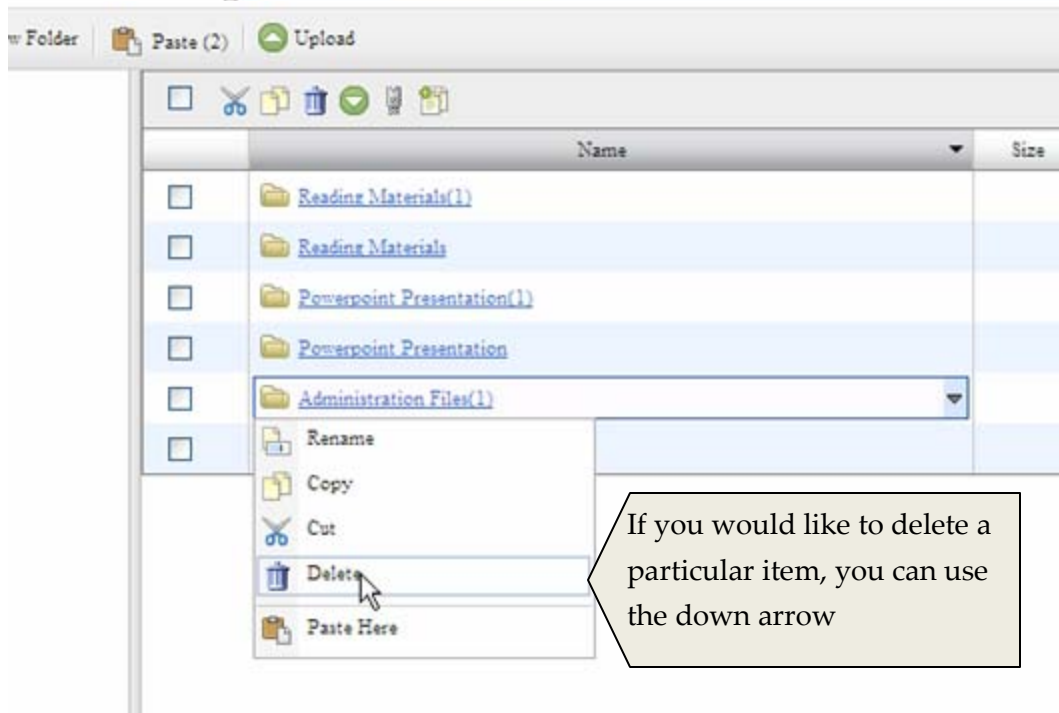 w Folder Paste (2) Upload
Name Size
Reading Materials(1)
Reading Materials
Powerpoint Presentation(1)
Powerpoint Presentation
Administration Files(1)
Rename
Copy
Cut
Delete
Paste Here
If you would like to delete a
particular item, you can use
the down arrow